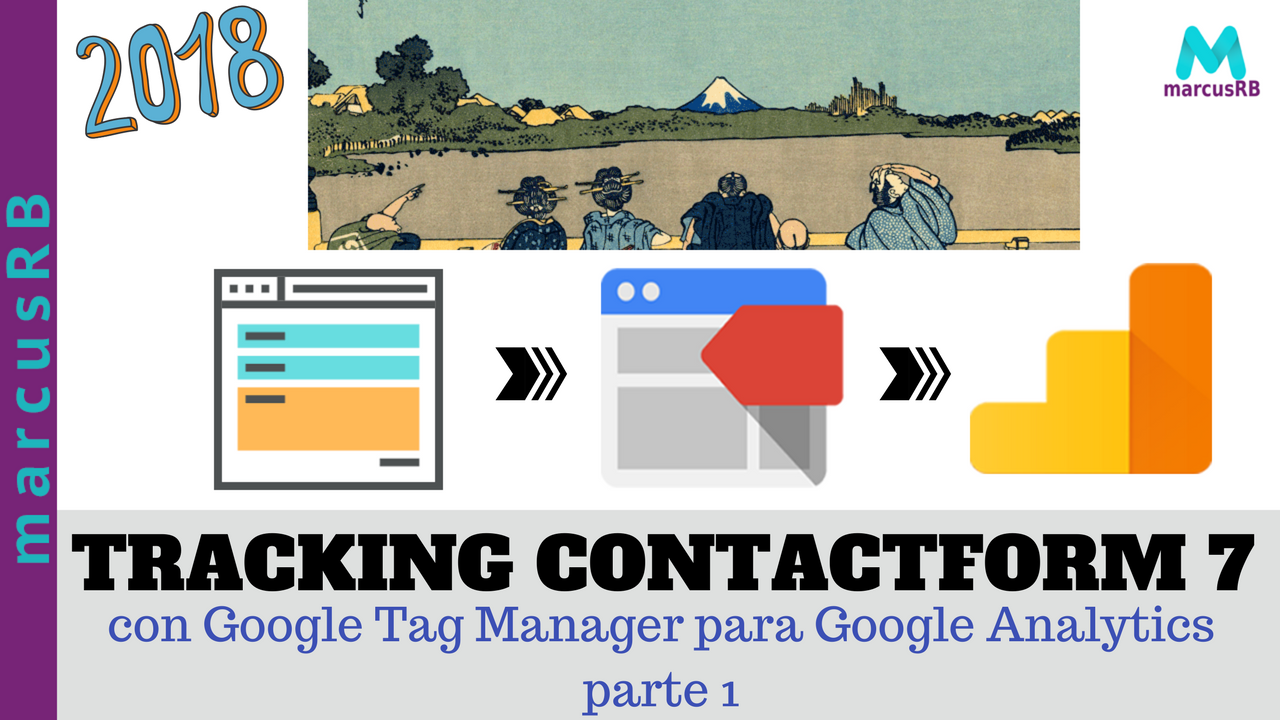 2018
marcusRB
marcusRB
TRACKING CONTACTFORM 7
con Google Tag Manager para Google Analytics
parte 1